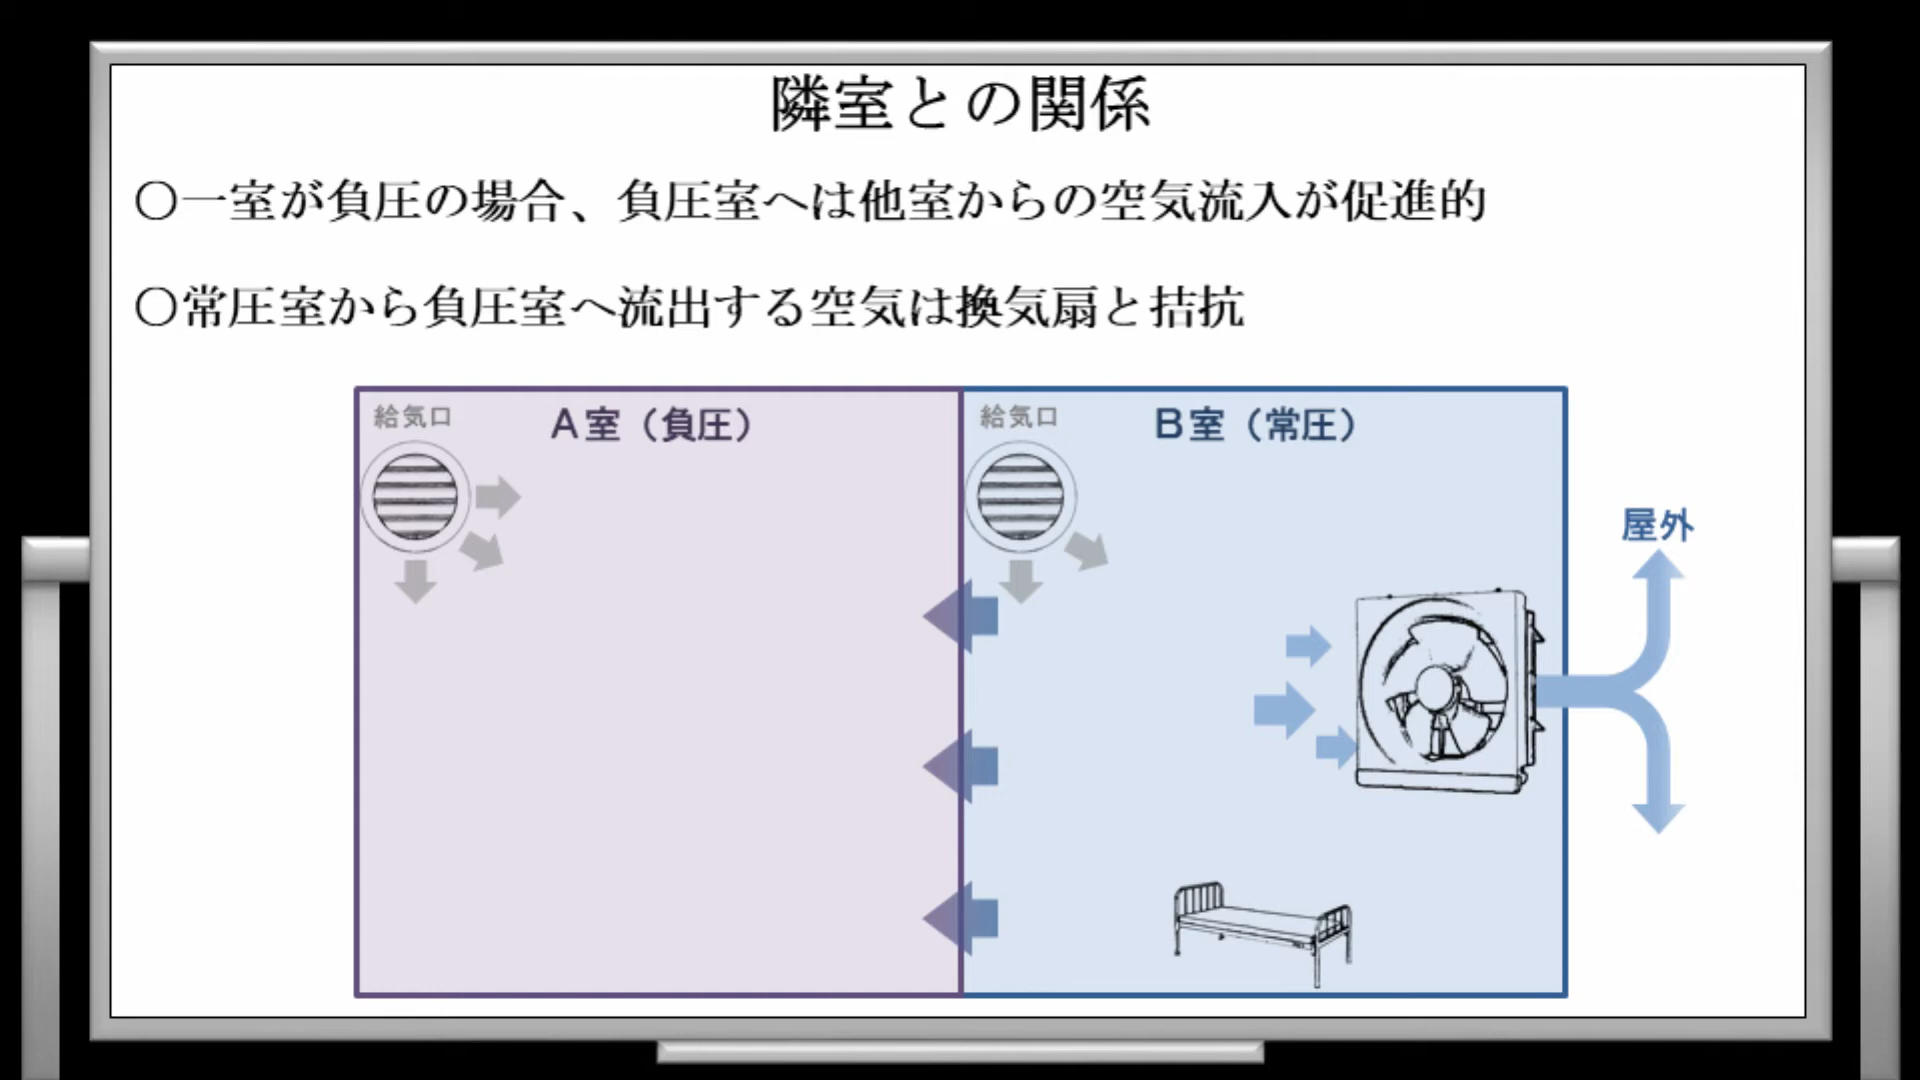 隣室との関係
〇一室が負圧の場合、負圧室へは他室からの空気流入が促進的
〇常圧室から負圧室へ流出する空気は換気扇と拮抗
給気口
A室（負圧）
給気口
B室（常圧）
屋外